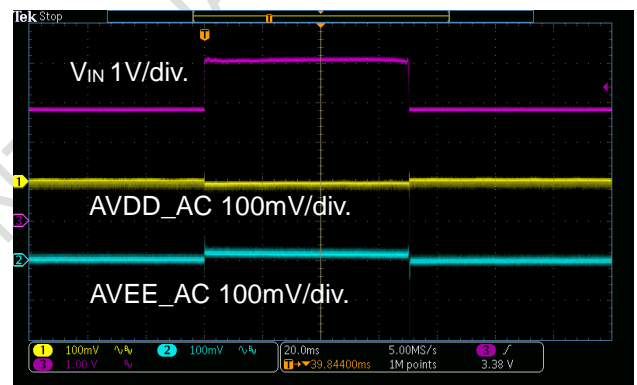 Tek Stop
T
T
VIN 1V/div.
1
AVDD_AC 100mV/div.
3
2
AVEE_AC 100mV/div.
1 100mV 2 100mV 20.0ms 5.00MS/s 3
3 1.00 V T 39.84400ms 1M points 3.38 V